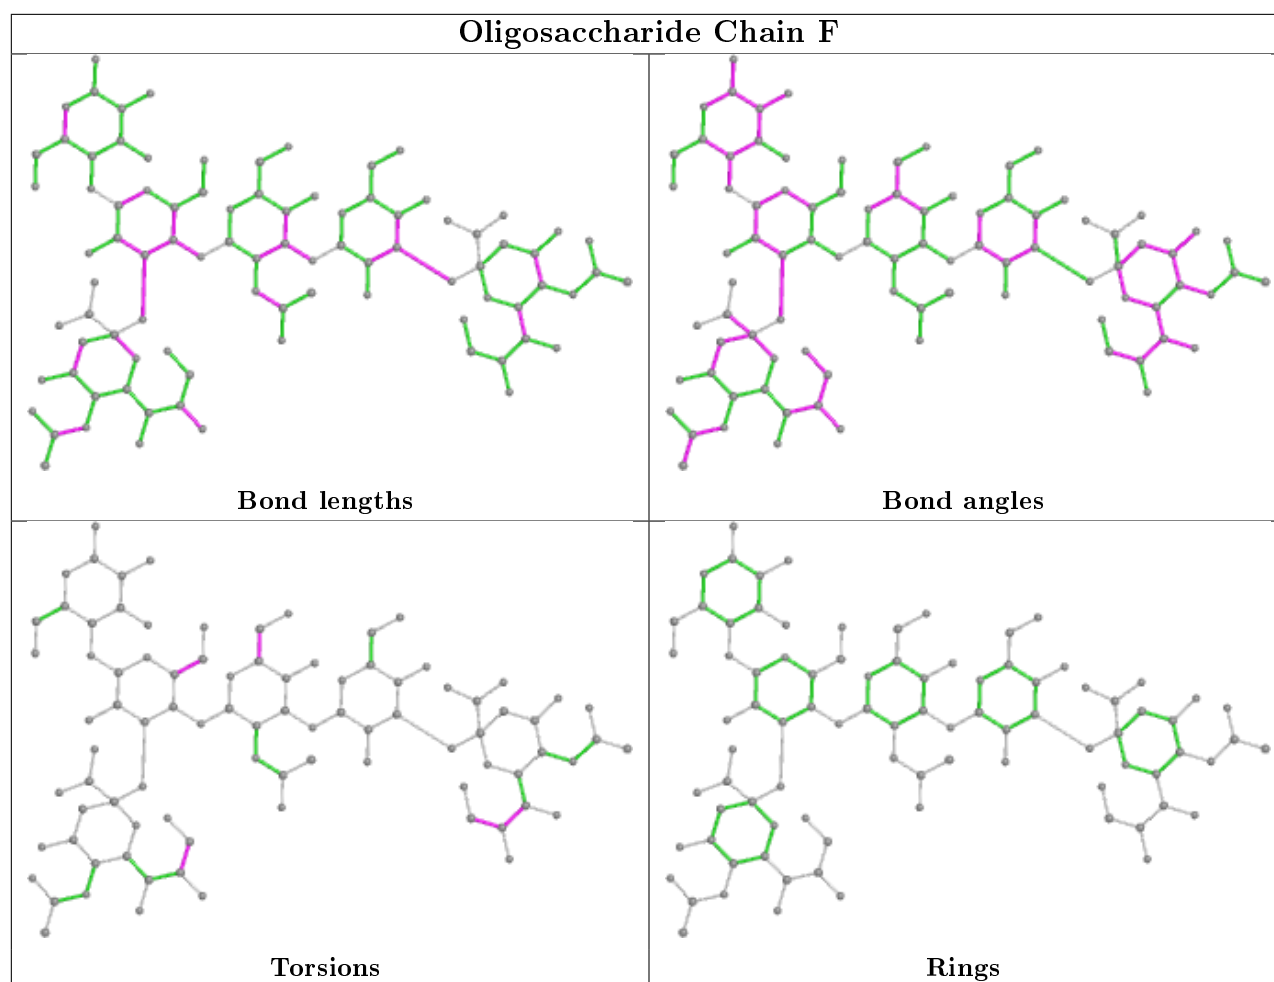 Oligosaccharide Chain F
Bond lengths
Bond angles
Torsions
Rings